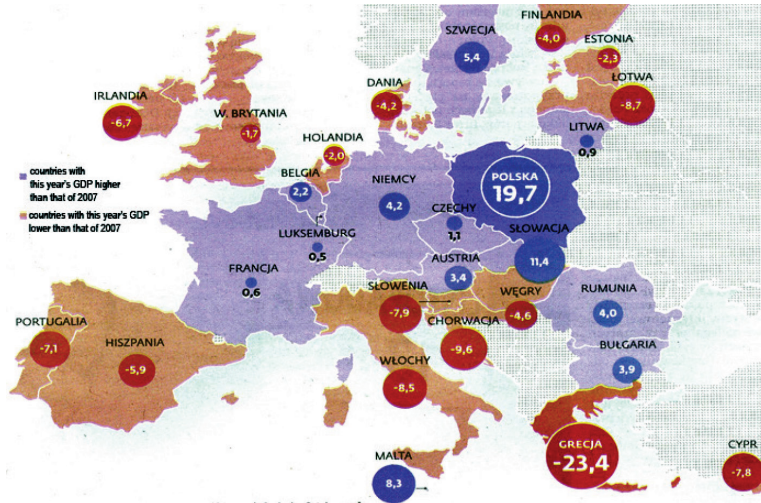 FINLANDIA
-4,0
SZWECJA
5,4
ESTONIA
-2,3
ŁOTWA
-8,7
DANIA
-4,2
IRLANDIA
-6,7
W. BRYTANIA
-1,7
LITWA
0,9
HOLANDIA
-2,0
BELGIA
2,2
NIEMCY
4,2
POLSKA
19,7
countries with
this year's GDP higher
than that of 2007
countries with this year's GDP
lower than that of 2007
CZECHY
1,1
LUKSEMBURG
0,5
SŁOWACJA
11,4
AUSTRIA
3,4
FRANCJA
0,6
SŁOWENIA
-7,9
WĘGRY
-4,6
RUMUNIA
4,0
PORTUGALIA
-7,1
HISZPANIA
-5,9
CHORWACJA
-9,6
BUŁGARIA
3,9
WŁOCHY
-8,5
GRECJA
-23,4
MALTA
8,3
CYPR
-7,8